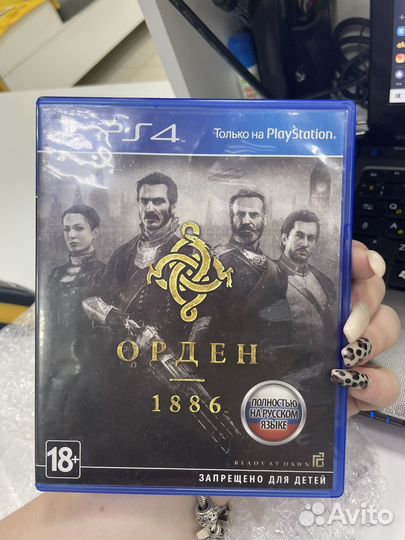 PS4
Только на PlayStation
ОРДЕН
1886
ПОЛНОСТЬЮ
НА РУССКОМ
ЯЗЫКЕ
READY AT DAWN
18+
ЗАПРЕЩЕНО ДЛЯ ДЕТЕЙ
Avito